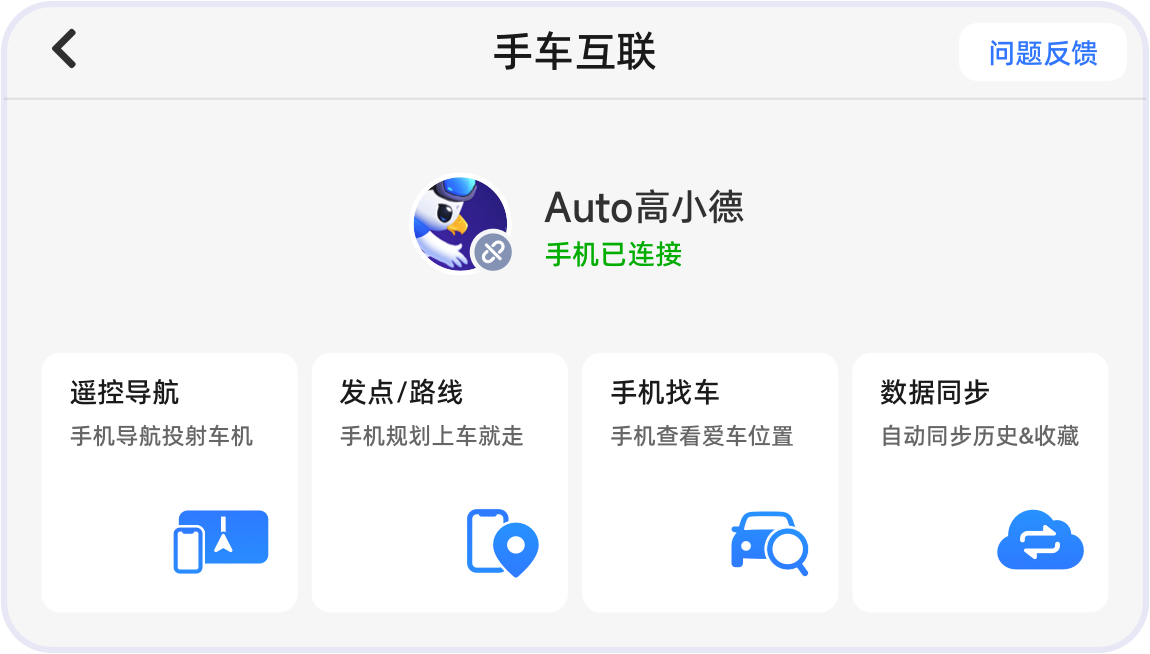 手车互联
问题反馈
Auto高小德
手机已连接
遥控导航
手机导航投射车机
发点/路线
手机规划上车就走
手机找车
手机查看爱车位置
数据同步
自动同步历史&收藏